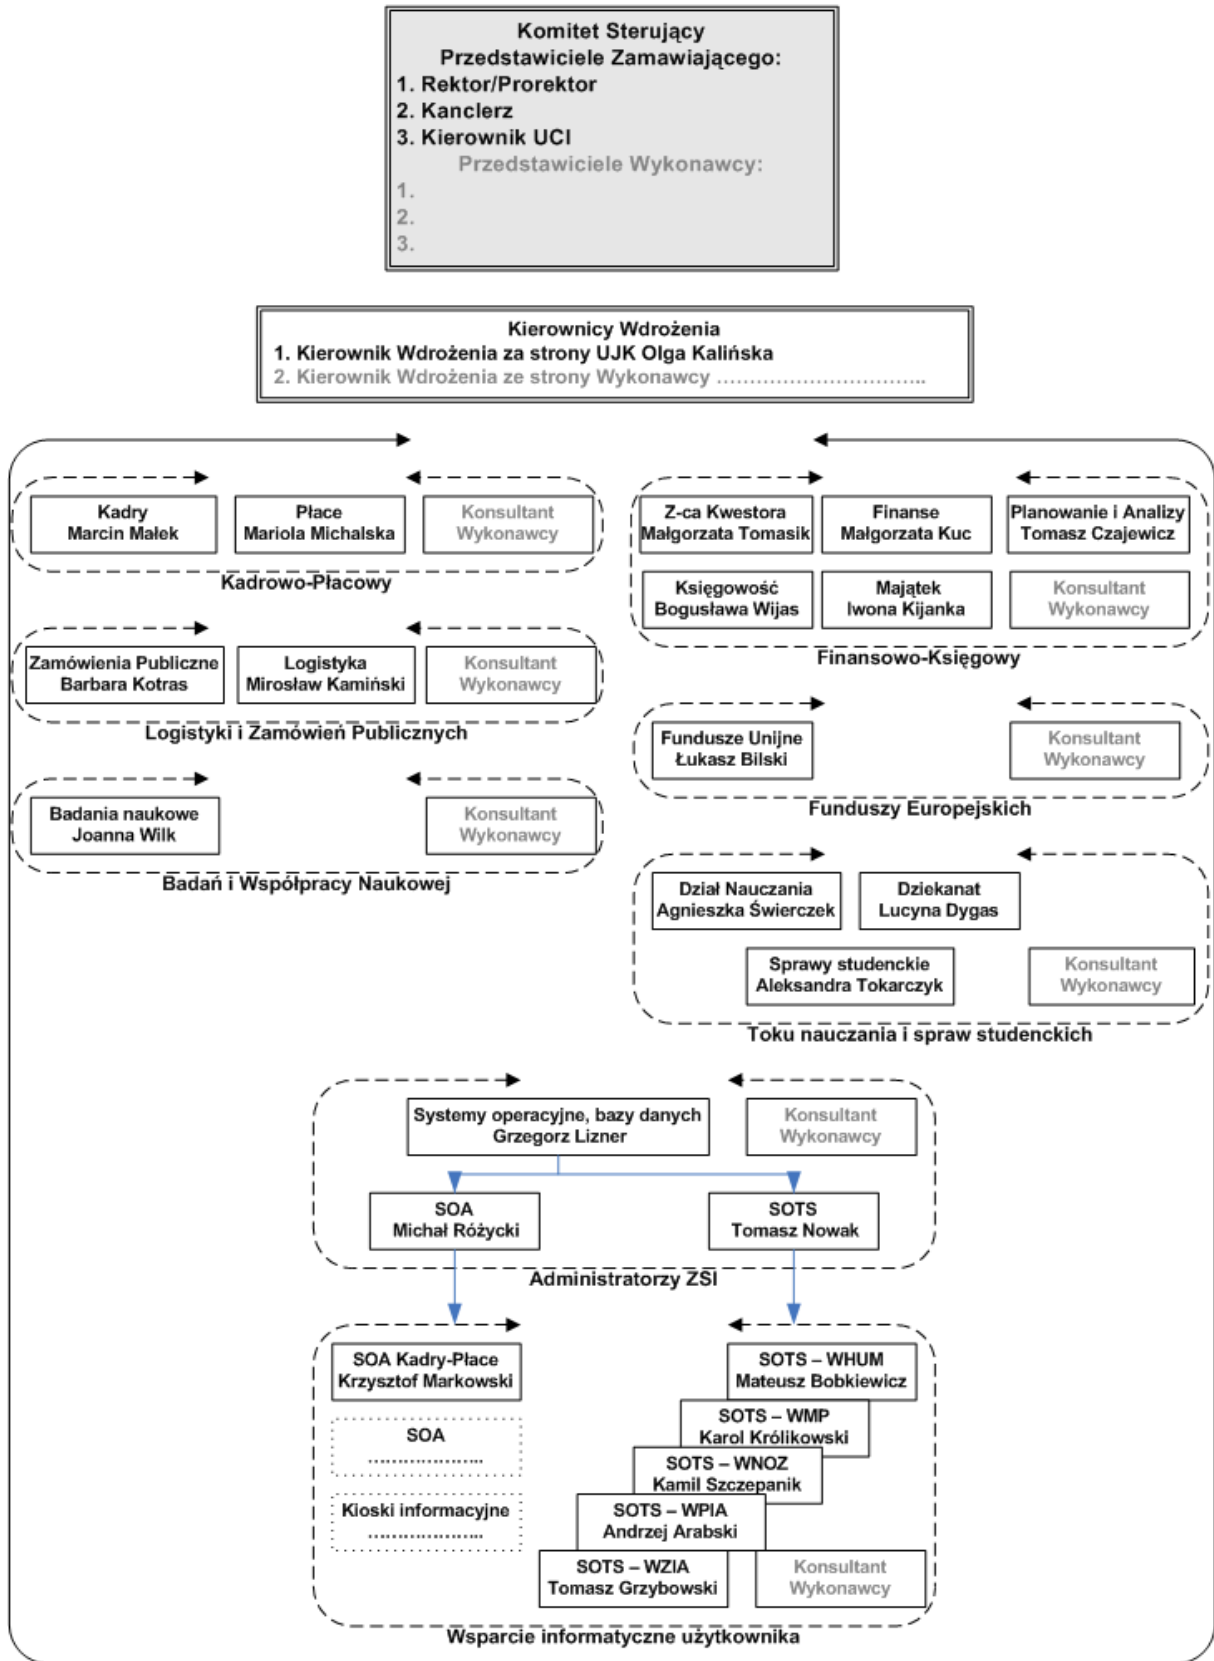 Komitet Sterujący
Przedstawiciele Zamawiającego:
1. Rektor/Prorektor
2. Kanclerz
3. Kierownik UCI
Przedstawiciele Wykonawcy:
1.
2.
3.
Kierownicy Wdrożenia
1. Kierownik Wdrożenia za strony UJK Olga Kalińska
2. Kierownik Wdrożenia ze strony Wykonawcy …………………………..
Kadry
Marcin Małek
Płace
Mariola Michalska
Konsultant
Wykonawcy
Kadrowo-Płacowy
Zamówienia Publiczne
Barbara Kotras
Logistyka
Mirosław Kamiński
Konsultant
Wykonawcy
Logistyki i Zamówień Publicznych
Badania naukowe
Joanna Wilk
Konsultant
Wykonawcy
Badań i Współpracy Naukowej
Z-ca Kwestora
Małgorzata Tomasik
Finanse
Małgorzata Kuc
Planowanie i Analizy
Tomasz Czajewicz
Księgowość
Bogusława Wijas
Majątek
Iwona Kijanka
Konsultant
Wykonawcy
Finansowo-Księgowy
Fundusze Unijne
Łukasz Bilski
Konsultant
Wykonawcy
Funduszy Europejskich
Dział Nauczania
Agnieszka Świerczek
Dziekanat
Lucyna Dygas
Sprawy studenckie
Aleksandra Tokarczyk
Konsultant
Wykonawcy
Toku nauczania i spraw studenckich
Systemy operacyjne, bazy danych
Grzegorz Lizner
Konsultant
Wykonawcy
SOA
Michał Różycki
SOTS
Tomasz Nowak
Administratorzy ZSI
SOA Kadry-Płace
Krzysztof Markowski
SOA
………………..
Kioski informacyjne
………………..
SOTS – WHUM
Mateusz Bobkiewicz
SOTS – WMP
Karol Królikowski
SOTS – WNOZ
Kamil Szczepanik
SOTS – WPIA
Andrzej Arabski
SOTS – WZIA
Tomasz Grzybowski
Konsultant
Wykonawcy
Wsparcie informatyczne użytkownika